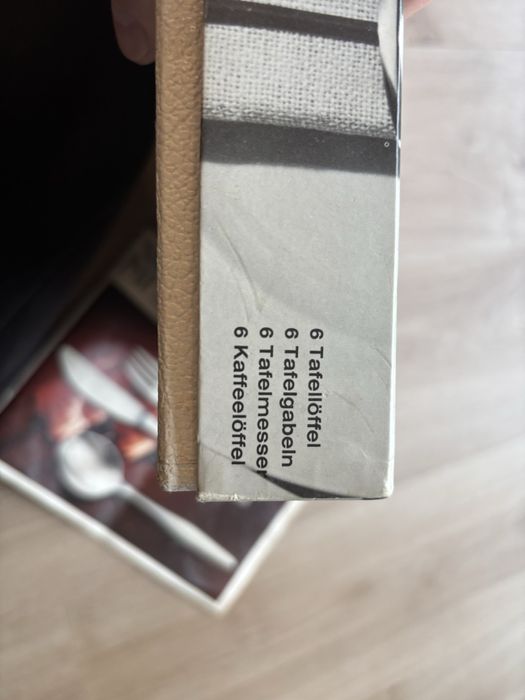 6 Tafellöffel
6 Tafelgabeln
6 Tafelmesser
6 Kaffeelöffel